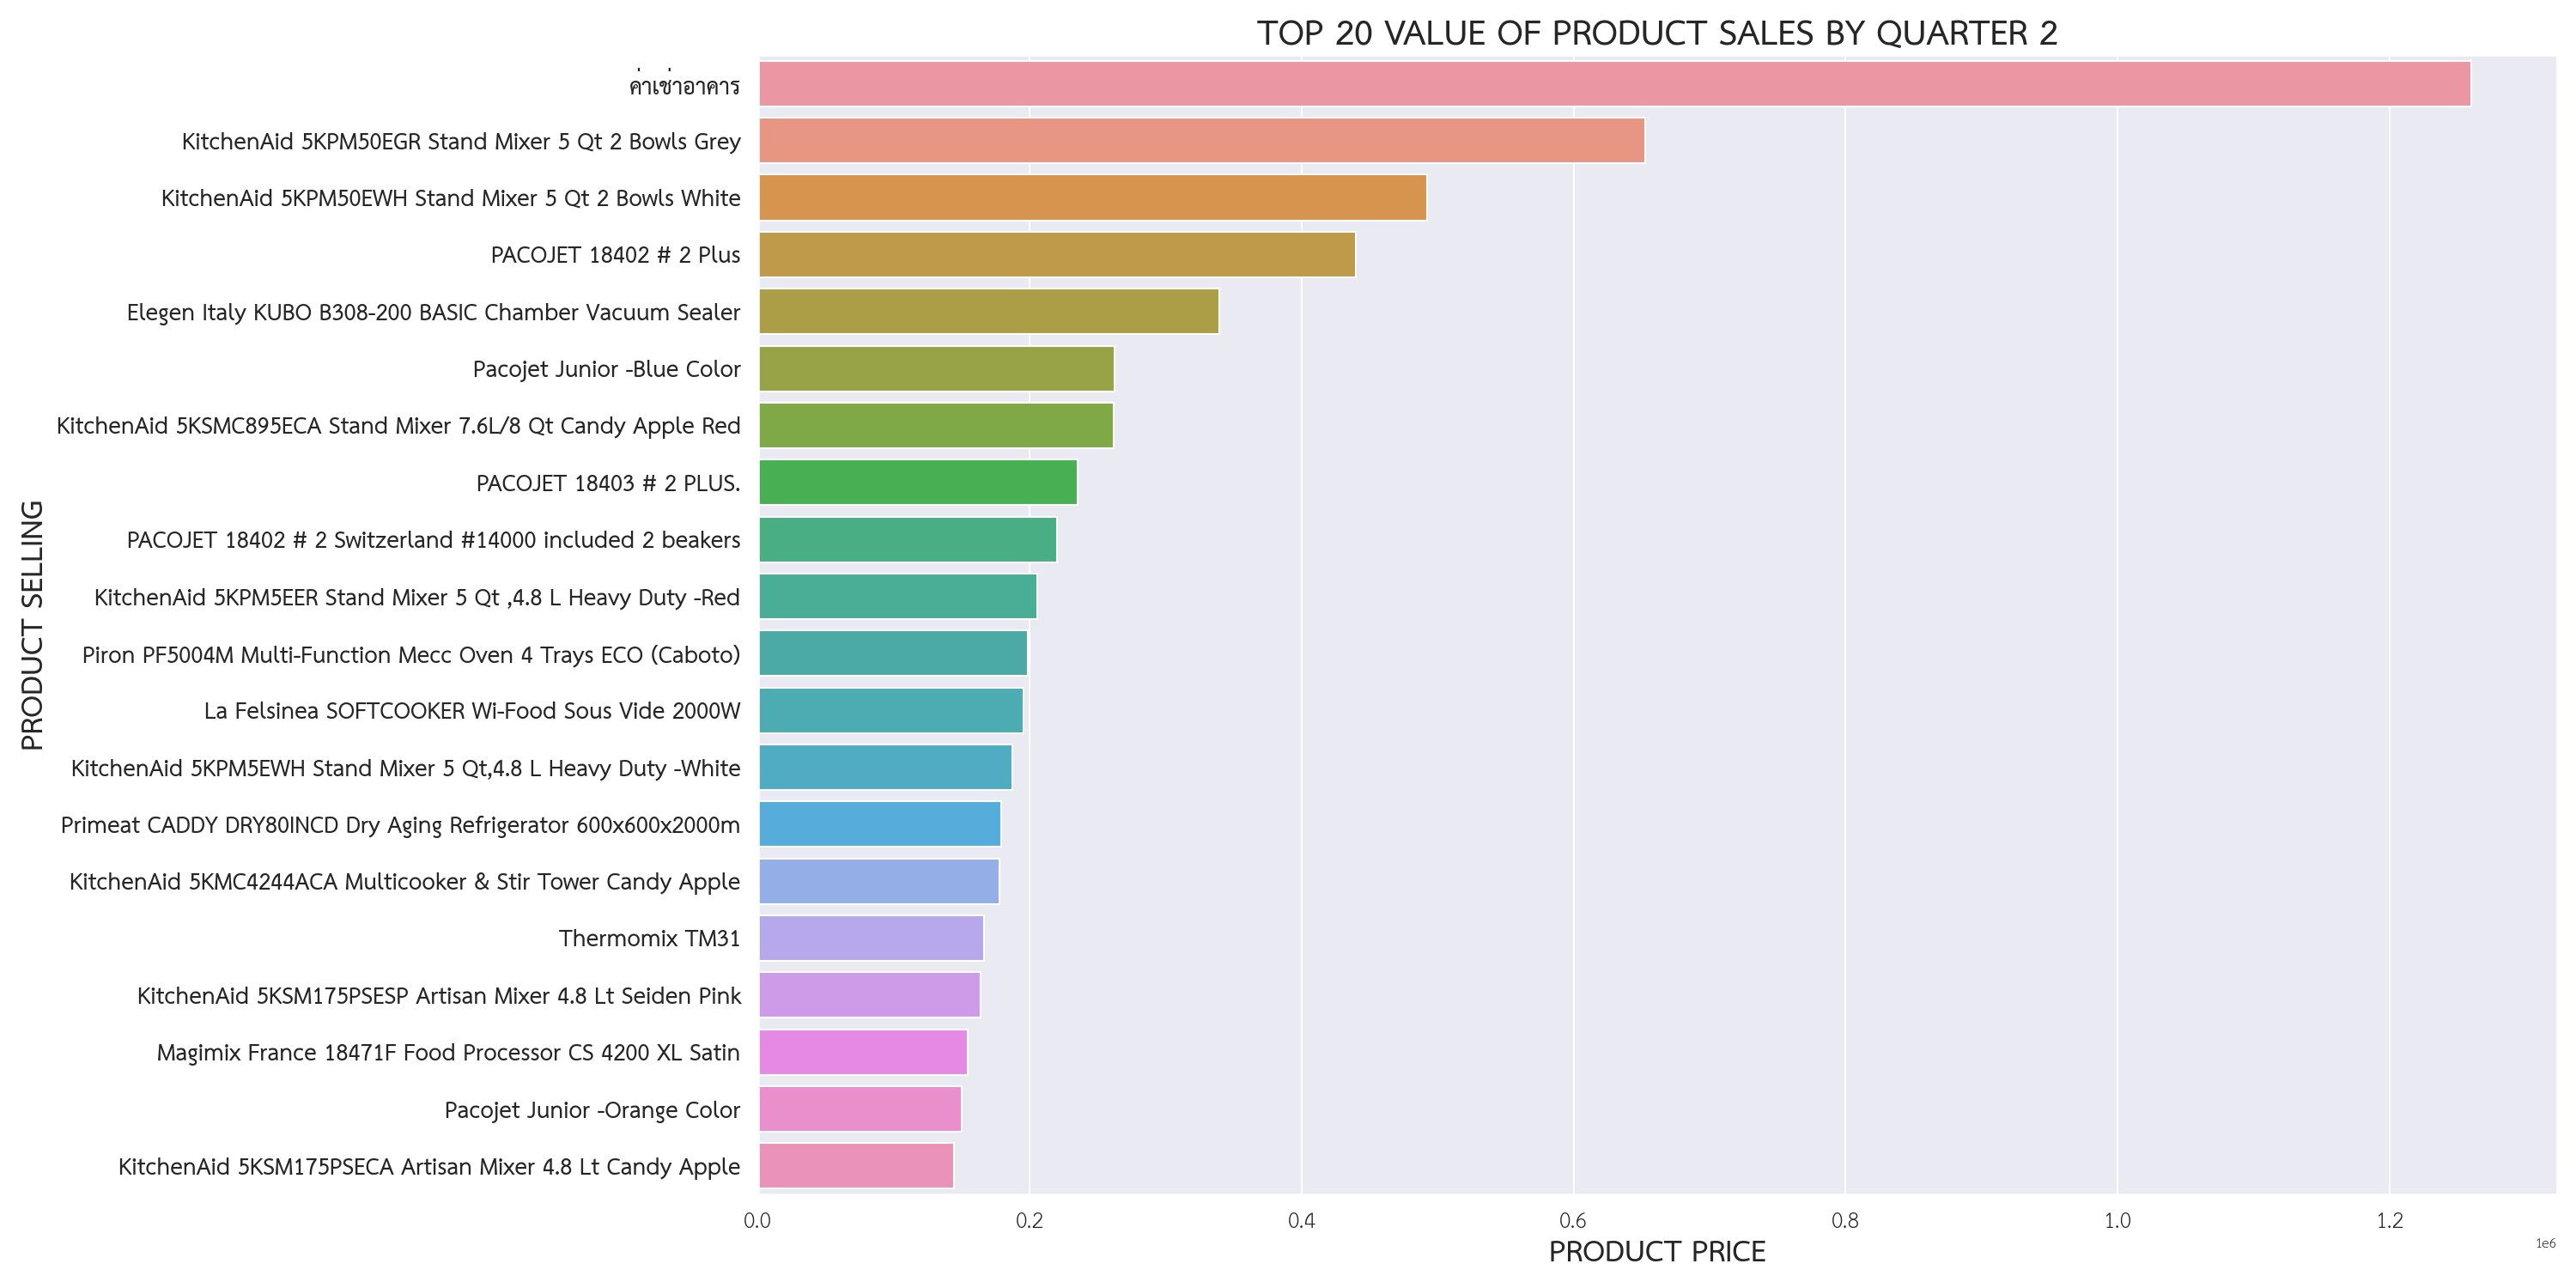 TOP 20 VALUE OF PRODUCT SALES BY QUARTER 2
ค่าเช่าอาคาร
KitchenAid 5KPM50EGR Stand Mixer 5 Qt 2 Bowls Grey
KitchenAid 5KPM50EWH Stand Mixer 5 Qt 2 Bowls White
PACOJET 18402 # 2 Plus
Elegen Italy KUBO B308-200 BASIC Chamber Vacuum Sealer
Pacojet Junior -Blue Color
KitchenAid 5KSMC895ECA Stand Mixer 7.6L/8 Qt Candy Apple Red
PACOJET 18403 # 2 PLUS.
PACOJET 18402 # 2 Switzerland #14000 included 2 beakers
KitchenAid 5KPM5EER Stand Mixer 5 Qt ,4.8 L Heavy Duty -Red
Piron PF5004M Multi-Function Mecc Oven 4 Trays ECO (Caboto)
La Felsinea SOFTCOOKER Wi-Food Sous Vide 2000W
KitchenAid 5KPM5EWH Stand Mixer 5 Qt,4.8 L Heavy Duty -White
Primeat CADDY DRY80INCD Dry Aging Refrigerator 600x600x2000m
KitchenAid 5KMC4244ACA Multicooker & Stir Tower Candy Apple
Thermomix TM31
KitchenAid 5KSM175PSESP Artisan Mixer 4.8 Lt Seiden Pink
Magimix France 18471F Food Processor CS 4200 XL Satin
Pacojet Junior -Orange Color
KitchenAid 5KSM175PSECA Artisan Mixer 4.8 Lt Candy Apple
PRODUCT SELLING
0.0 0.2 0.4 0.6 0.8 1.0 1.2
1e6
PRODUCT PRICE